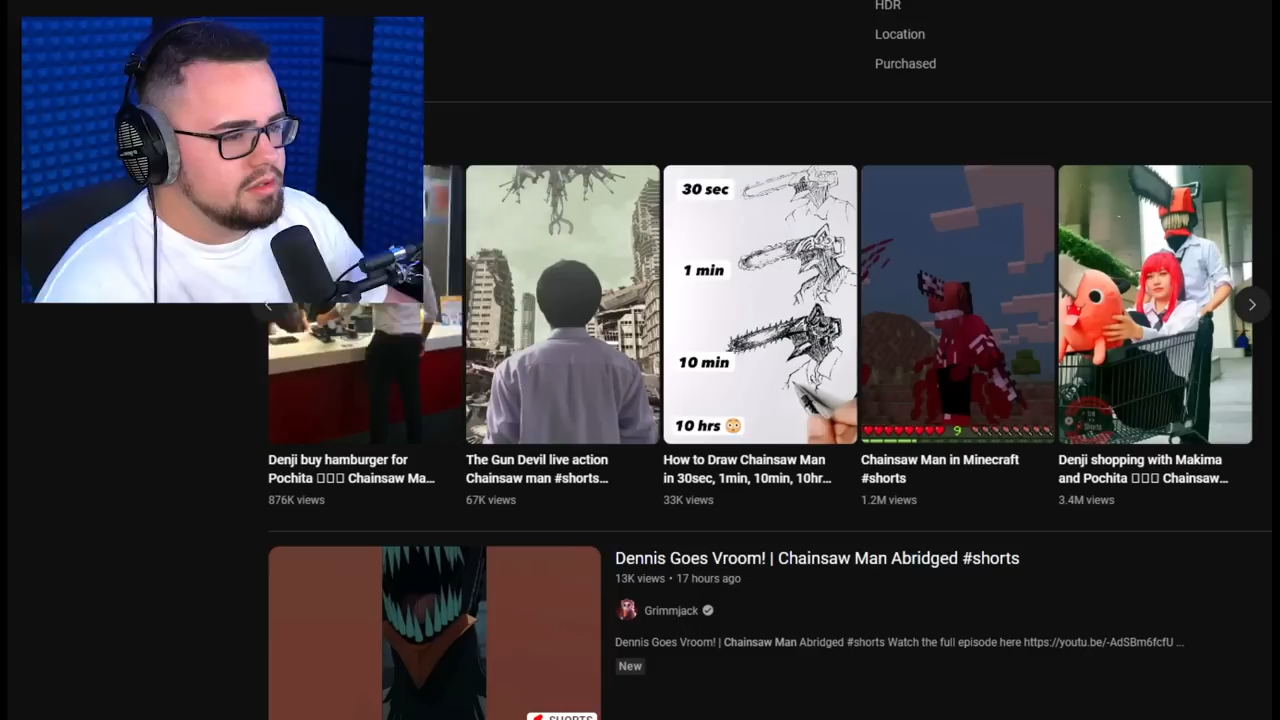 HDR
Location
Purchased
30 sec
1 min
10 min
10 hrs
9
Denji buy hamburger for
Pochita □□□ Chainsaw Ma...
876K views
The Gun Devil live action
Chainsaw man #shorts...
67K views
How to Draw Chainsaw Man
in 30sec, 1min, 10min, 10hr...
33K views
Chainsaw Man in Minecraft
#shorts
1.2M views
Denji shopping with Makima
and Pochita □□□ Chainsaw...
3.4M views
Dennis Goes Vroom! | Chainsaw Man Abridged #shorts
13K views • 17 hours ago
Grimmjack
Dennis Goes Vroom! | Chainsaw Man Abridged #shorts Watch the full episode here https://youtu.be/-AdSBm6fcfU ...
New
SHORTS